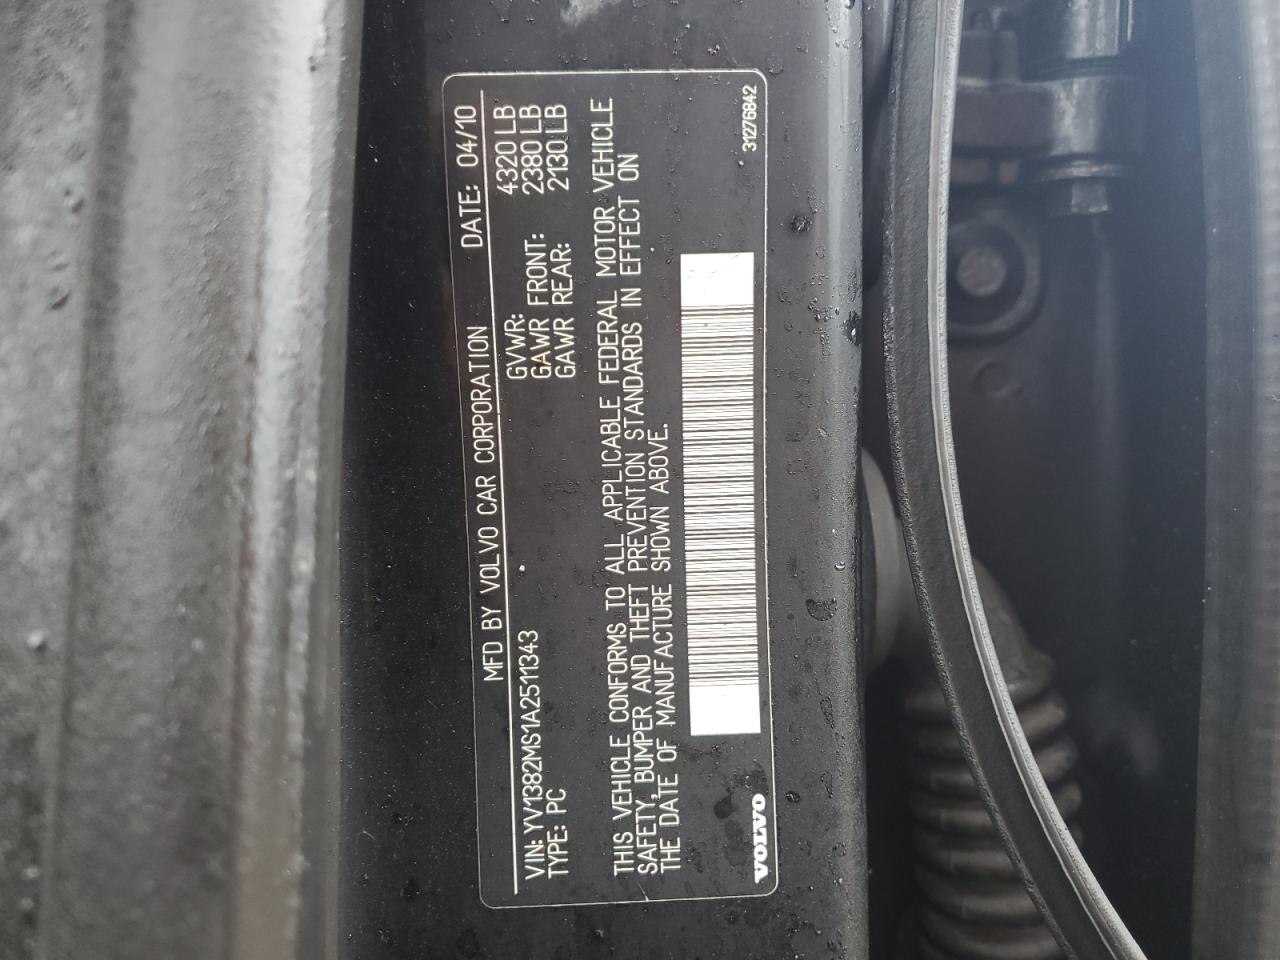 MFD BY VOLVO CAR CORPORATION DATE: 04/10
VIN: YV1382MS1A2511343 GVWR: 4320 LB
TYPE: PC GAWR FRONT: 2380 LB
GAWR REAR: 2130 LB
THIS VEHICLE CONFORMS TO ALL APPLICABLE FEDERAL MOTOR VEHICLE
SAFETY, BUMPER AND THEFT PREVENTION STANDARDS IN EFFECT ON
THE DATE OF MANUFACTURE SHOWN ABOVE.
VOLVO 31276842